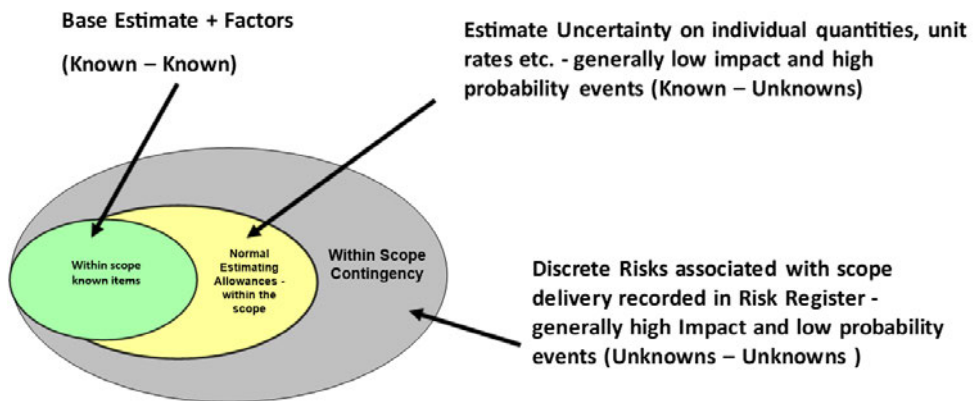 Base Estimate + Factors
(Known – Known)
Estimate Uncertainty on individual quantities, unit
rates etc. - generally low impact and high
probability events (Known – Unknowns)
Within scope
known items
Normal
Estimating
Allowances -
within the
scope
Within Scope
Contingency
Discrete Risks associated with scope
delivery recorded in Risk Register -
generally high Impact and low probability
events (Unknowns – Unknowns )